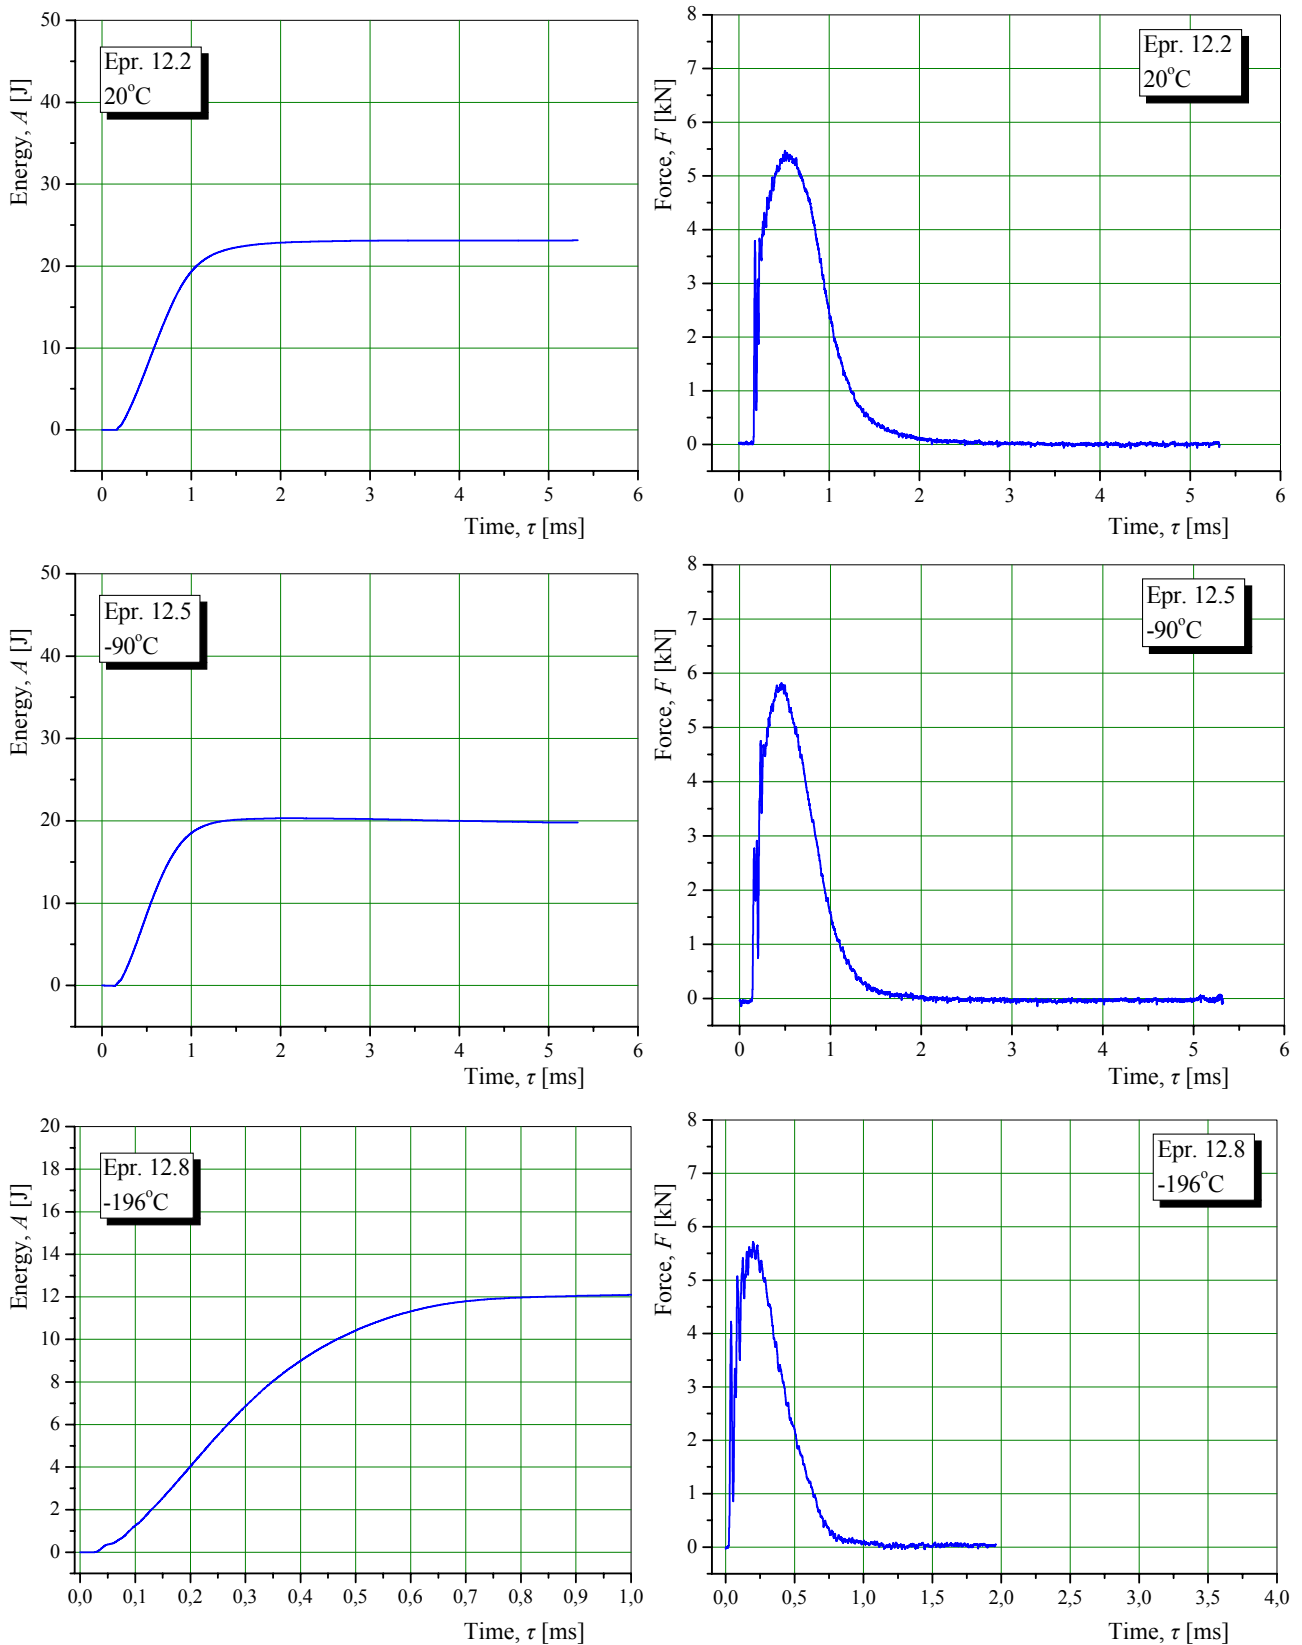 50
40
30
20
10
0
Energy, A [J]
Epr. 12.2
20°C
0 1 2 3 4 5 6
Time, τ [ms]
8
7
6
5
4
3
2
1
0
Force, F [kN]
Epr. 12.2
20°C
0 1 2 3 4 5 6
Time, τ [ms]
50
40
30
20
10
0
Energy, A [J]
Epr. 12.5
-90°C
0 1 2 3 4 5 6
Time, τ [ms]
8
7
6
5
4
3
2
1
0
Force, F [kN]
Epr. 12.5
-90°C
0 1 2 3 4 5 6
Time, τ [ms]
20
18
16
14
12
10
8
6
4
2
0
Energy, A [J]
Epr. 12.8
-196°C
0,0 0,1 0,2 0,3 0,4 0,5 0,6 0,7 0,8 0,9 1,0
Time, τ [ms]
8
7
6
5
4
3
2
1
0
Force, F [kN]
Epr. 12.8
-196°C
0,0 0,5 1,0 1,5 2,0 2,5 3,0 3,5 4,0
Time, τ [ms]